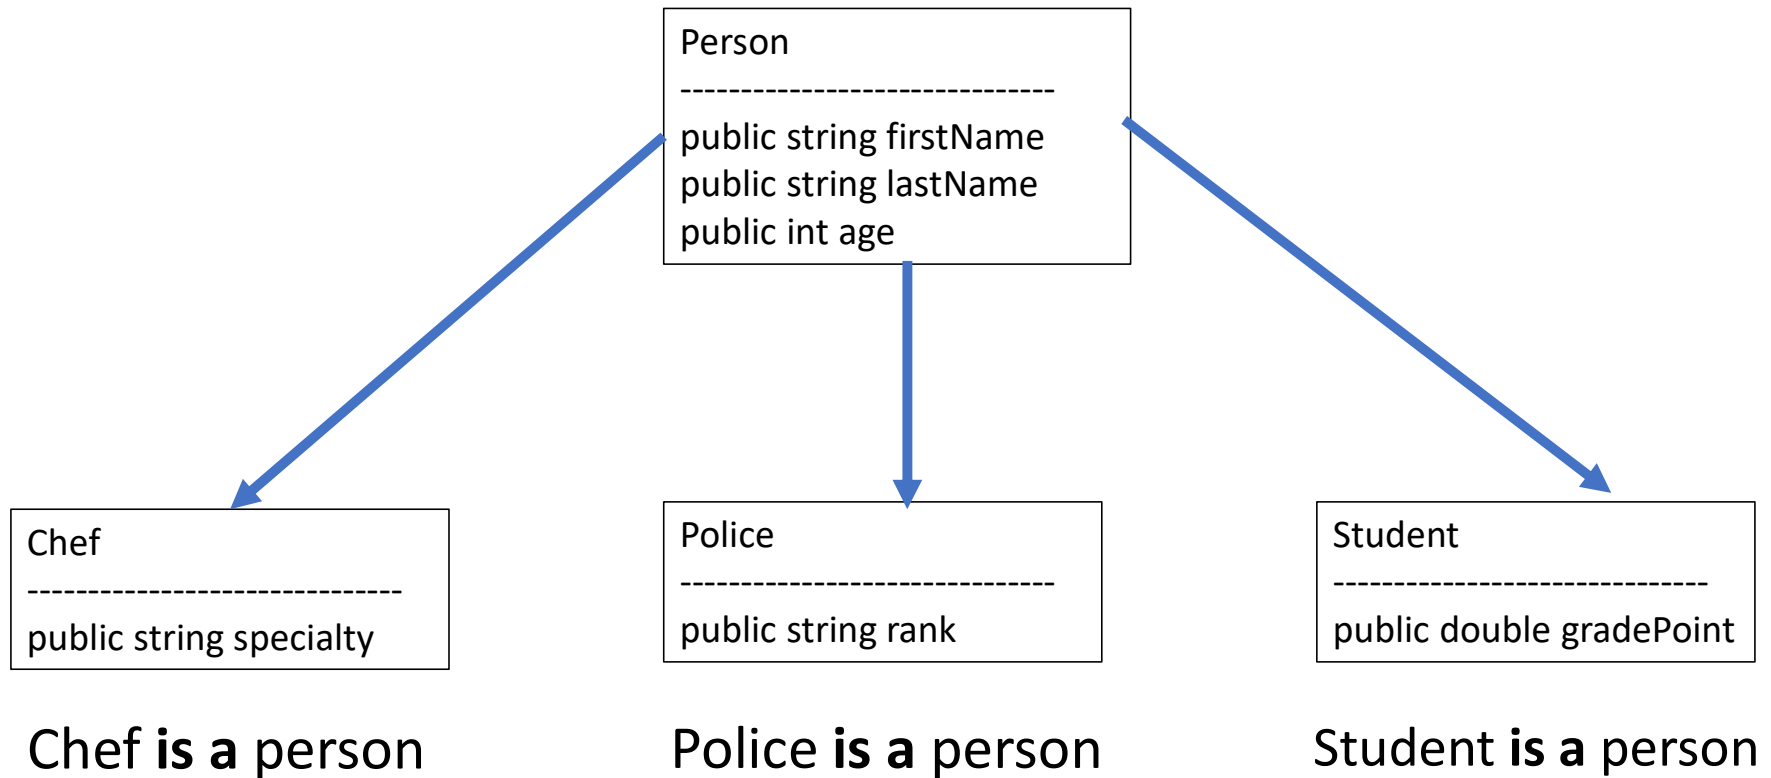 Person
-------------------------------
public string firstName
public string lastName
public int age
Chef
-------------------------------
public string specialty
Police
-------------------------------
public string rank
Student
-------------------------------
public double gradePoint
Chef is a person
Police is a person
Student is a person